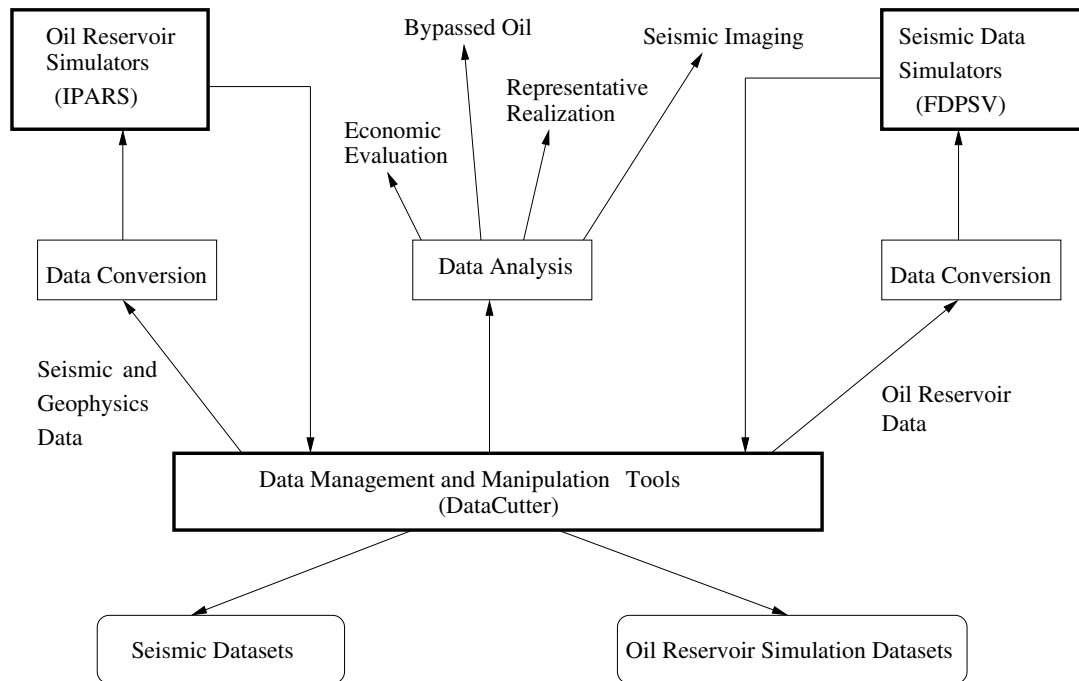 Oil Reservoir
Simulators
(IPARS)
Bypassed Oil
Seismic Imaging
Seismic Data
Simulators
(FDPSV)
Representative
Realization
Economic
Evaluation
Data Conversion
Data Analysis
Data Conversion
Seismic and
Geophysics
Data
Oil Reservoir
Data
Data Management and Manipulation Tools
(DataCutter)
Seismic Datasets
Oil Reservoir Simulation Datasets